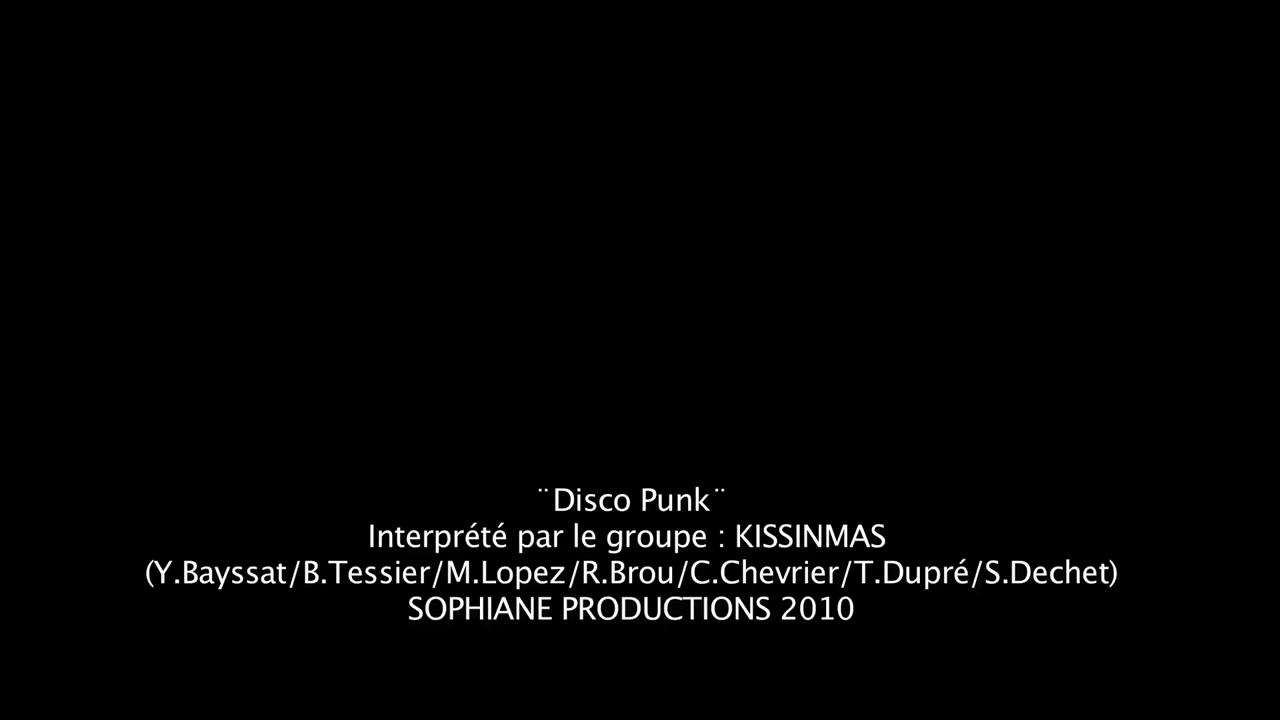 ¨Disco Punk¨
Interprété par le groupe : KISSINMAS
(Y.Bayssat/B.Tessier/M.Lopez/R.Brou/C.Chevrier/T.Dupré/S.Dechet)
SOPHIANE PRODUCTIONS 2010